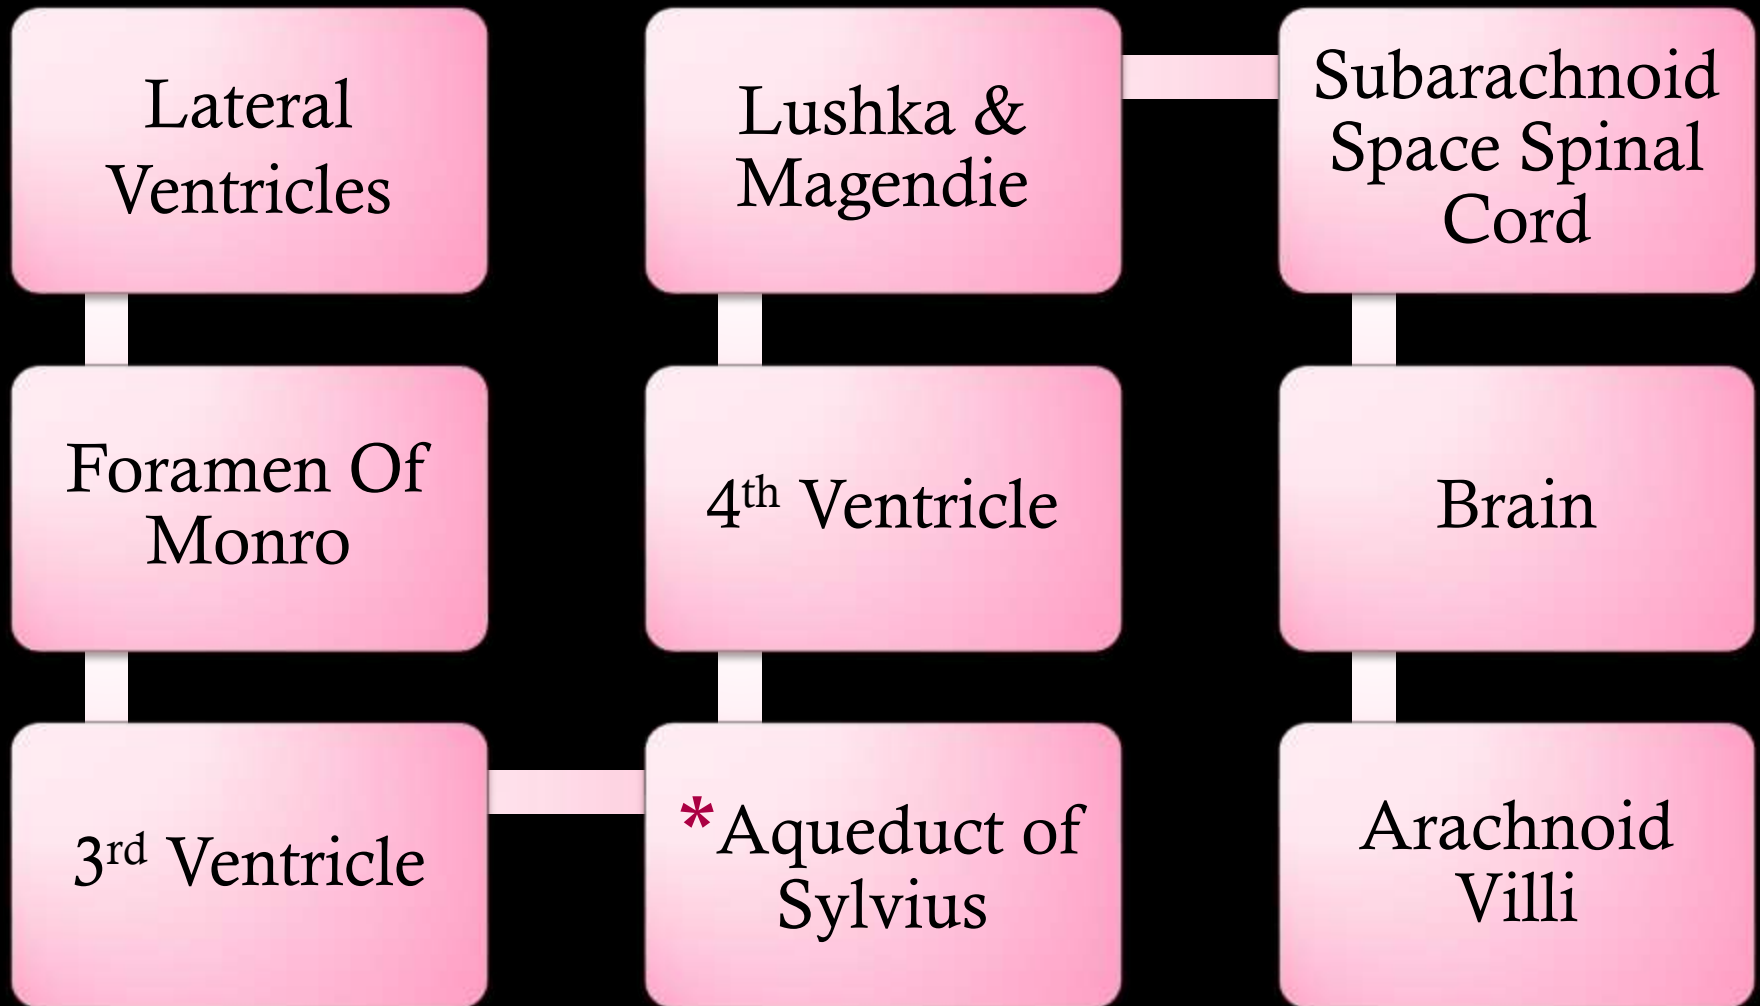 Lateral
Ventricles
Foramen Of
Monro
3rd Ventricle
*Aqueduct of
Sylvius
4th Ventricle
Lushka &
Magendie
Subarachnoid
Space Spinal
Cord
Brain
Arachnoid
Villi